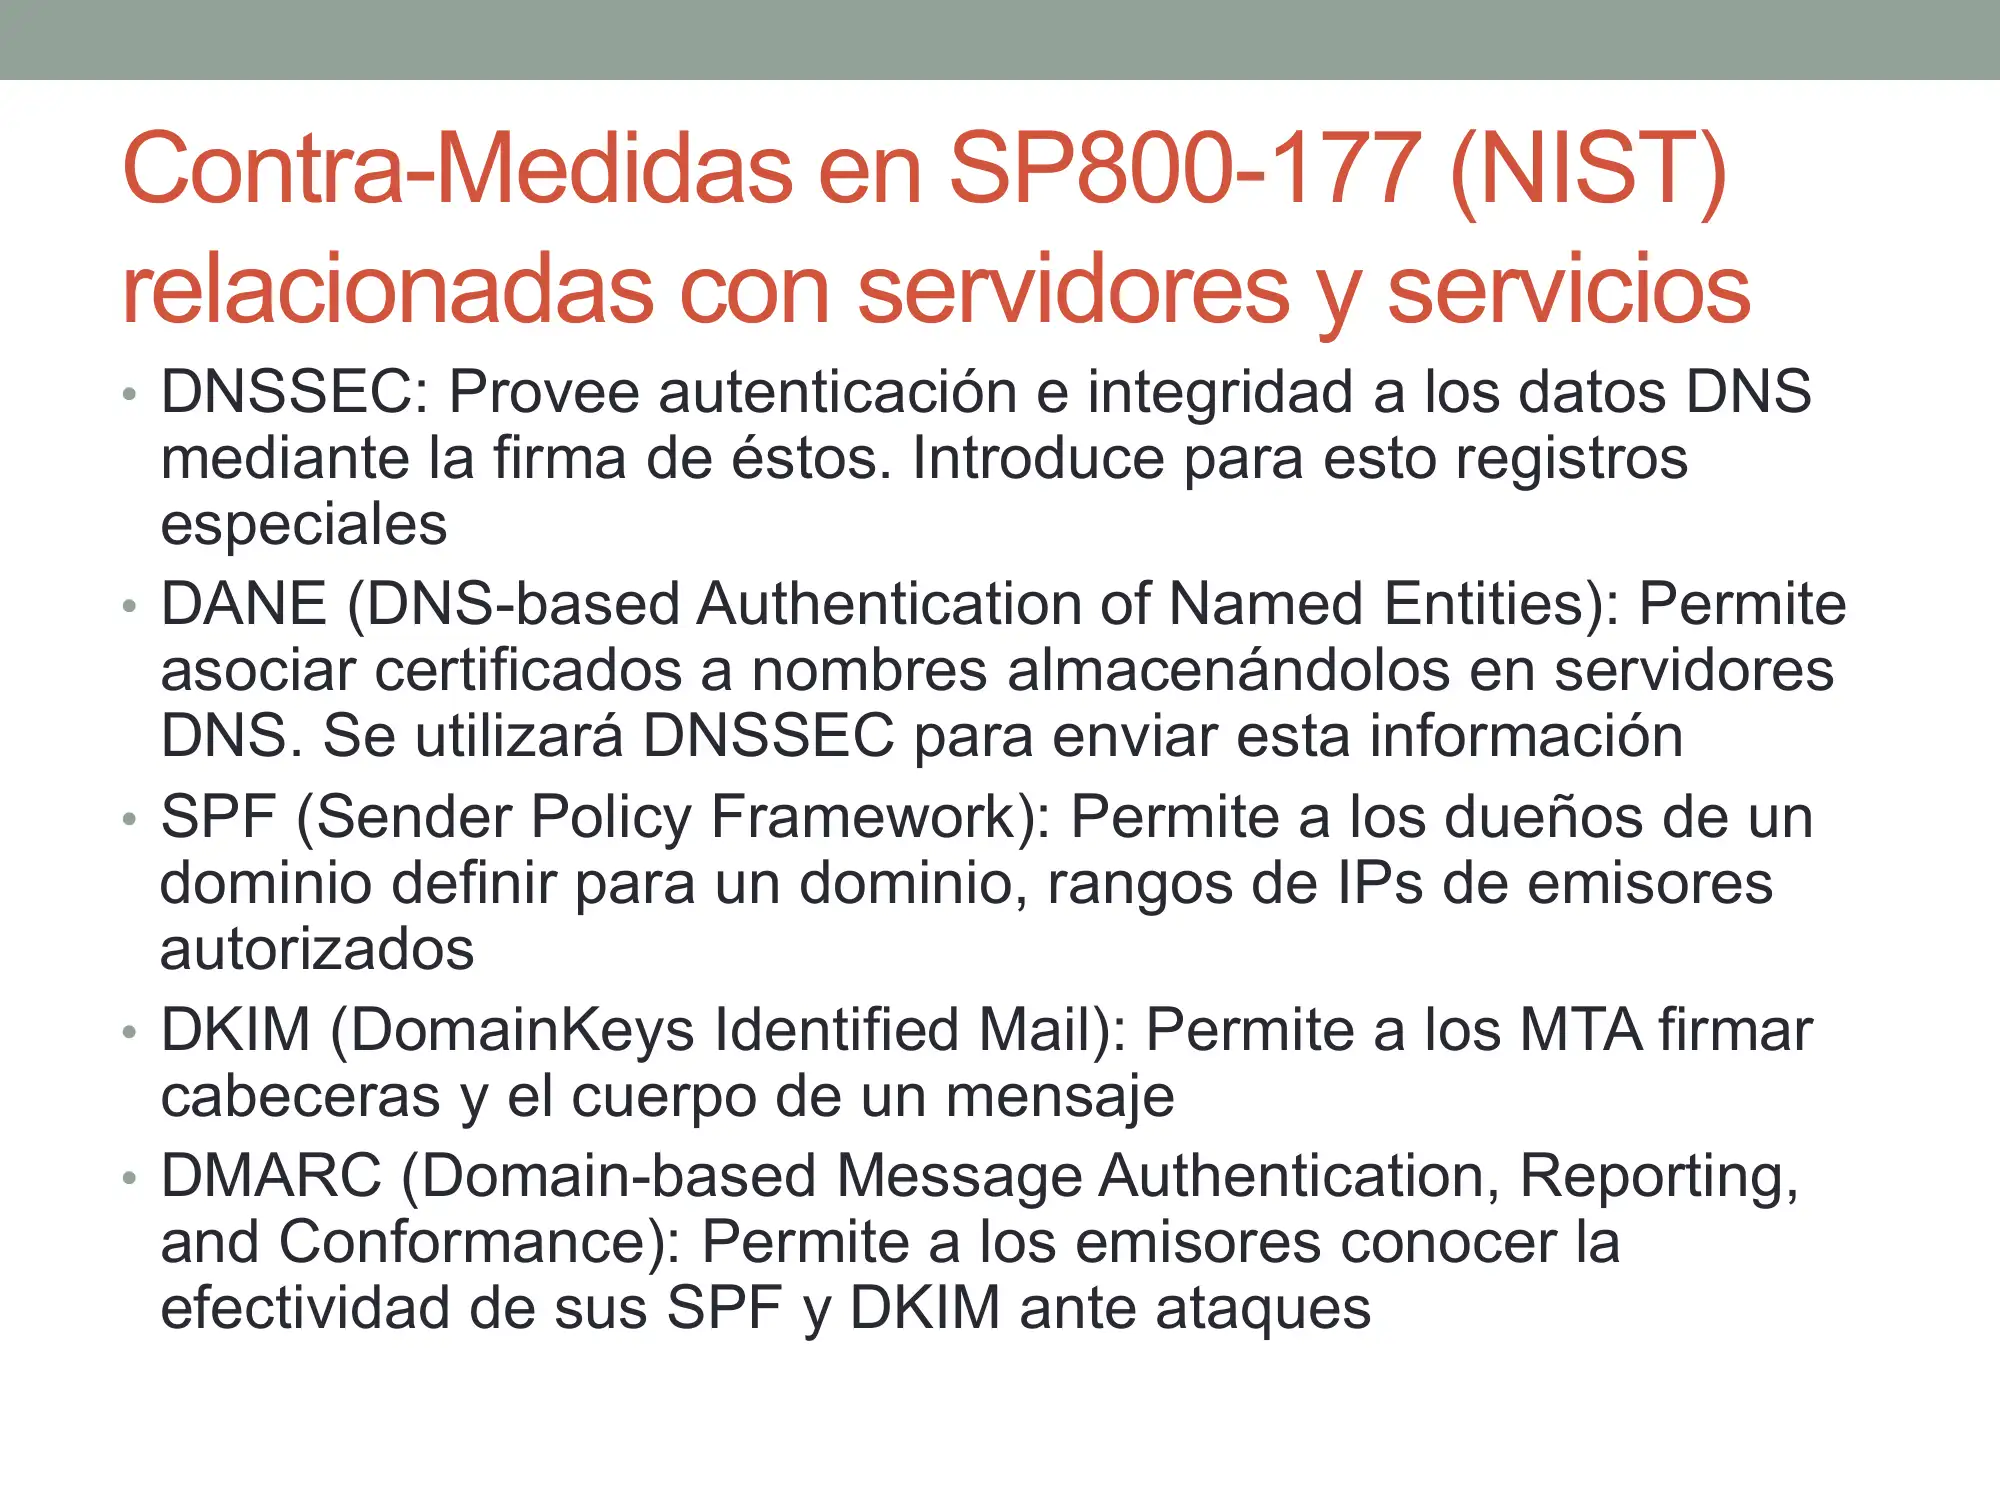 Contra-Medidas en SP800-177 (NIST)
relacionadas con servidores y servicios
• DNSSEC: Provee autenticación e integridad a los datos DNS
mediante la firma de éstos. Introduce para esto registros
especiales
• DANE (DNS-based Authentication of Named Entities): Permite
asociar certificados a nombres almacenándolos en servidores
DNS. Se utilizará DNSSEC para enviar esta información
• SPF (Sender Policy Framework): Permite a los dueños de un
dominio definir para un dominio, rangos de IPs de emisores
autorizados
• DKIM (DomainKeys Identified Mail): Permite a los MTA firmar
cabeceras y el cuerpo de un mensaje
• DMARC (Domain-based Message Authentication, Reporting,
and Conformance): Permite a los emisores conocer la
efectividad de sus SPF y DKIM ante ataques